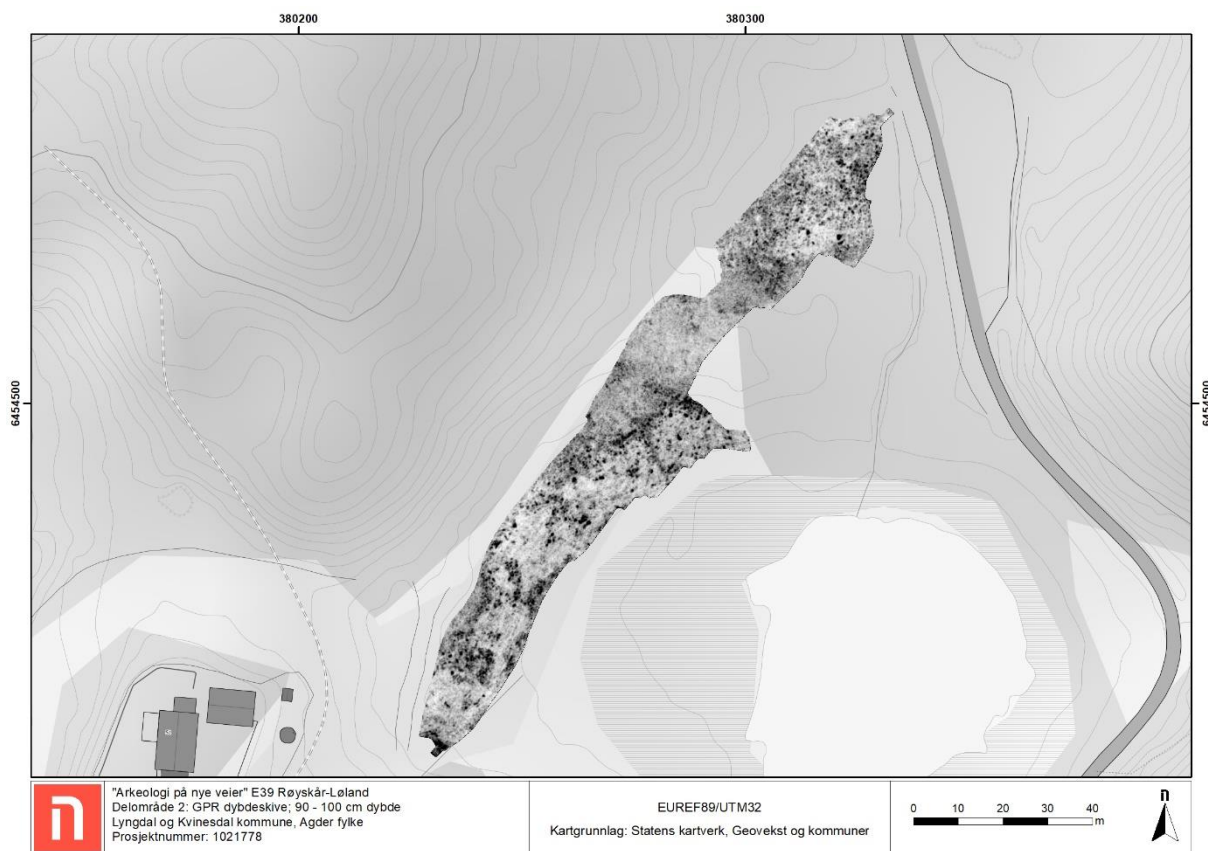 380200
380300
6454500
6454500
"Arkeologi på nye veier" E39 Røyskår-Løland
Delområde 2: GPR dybdeskive; 90 - 100 cm dybde
Lyngdal og Kvinesdal kommune, Agder fylke
Prosjektnummer: 1021778
EUREF89/UTM32
Kartgrunnlag: Statens kartverk, Geovekst og kommuner
0 10 20 30 40
m
n